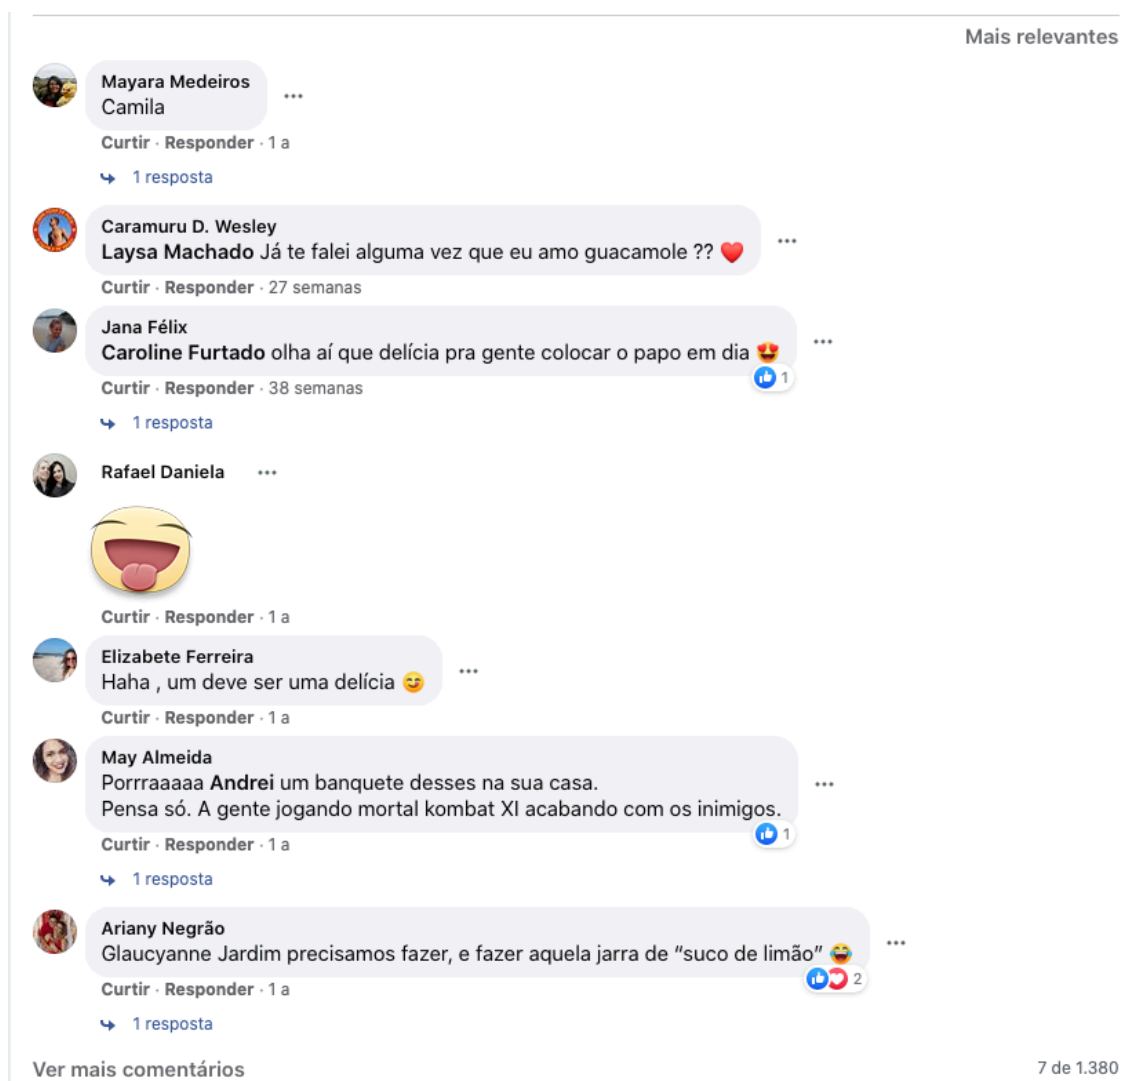 Mais relevantes
Mayara Medeiros
Camila
Curtir · Responder · 1 a
1 resposta
Caramuru D. Wesley
Laysa Machado Já te falei alguma vez que eu amo guacamole ?? ❤️
Curtir · Responder · 27 semanas
Jana Félix
Caroline Furtado olha aí que delícia pra gente colocar o papo em dia 😍
1
Curtir · Responder · 38 semanas
1 resposta
Rafael Daniela
Curtir · Responder · 1 a
Elizabete Ferreira
Haha , um deve ser uma delícia 😋
Curtir · Responder · 1 a
May Almeida
Porrraaaaa Andrei um banquete desses na sua casa.
Pensa só. A gente jogando mortal kombat XI acabando com os inimigos.
1
Curtir · Responder · 1 a
1 resposta
Ariany Negrão
Glaucyanne Jardim precisamos fazer, e fazer aquela jarra de “suco de limão” 😂
2
Curtir · Responder · 1 a
1 resposta
Ver mais comentários
7 de 1.380